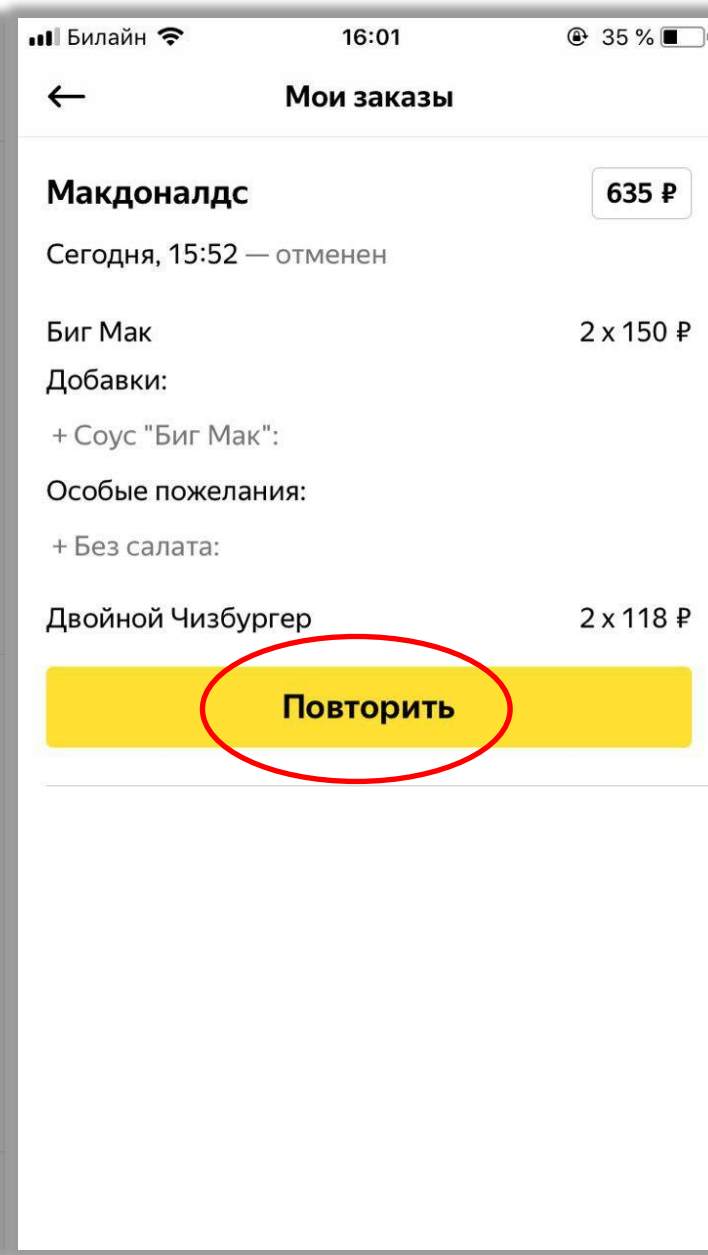 Билайн 16:01 35 %
Мои заказы
Макдоналдс 635 ₽
Сегодня, 15:52 — отменен
Биг Мак 2 x 150 ₽
Добавки:
+ Соус "Биг Мак":
Особые пожелания:
+ Без салата:
Двойной Чизбургер 2 x 118 ₽
Повторить